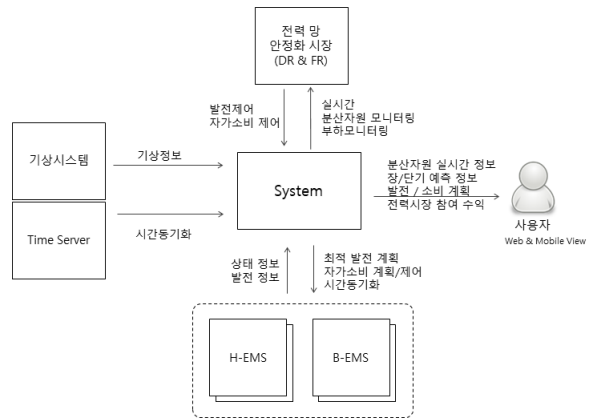 전력 망
안정화 시장
(DR & FR)
발전제어
자가소비 제어
실시간
분산자원 모니터링
부하모니터링
기상시스템
기상정보
System
분산자원 실시간 정보
장/단기 예측 정보
발전 / 소비 계획
전력시장 참여 수익
사용자
Web & Mobile View
Time Server
시간동기화
상태 정보
발전 정보
최적 발전 계획
자가소비 계획/제어
시간동기화
H-EMS
B-EMS